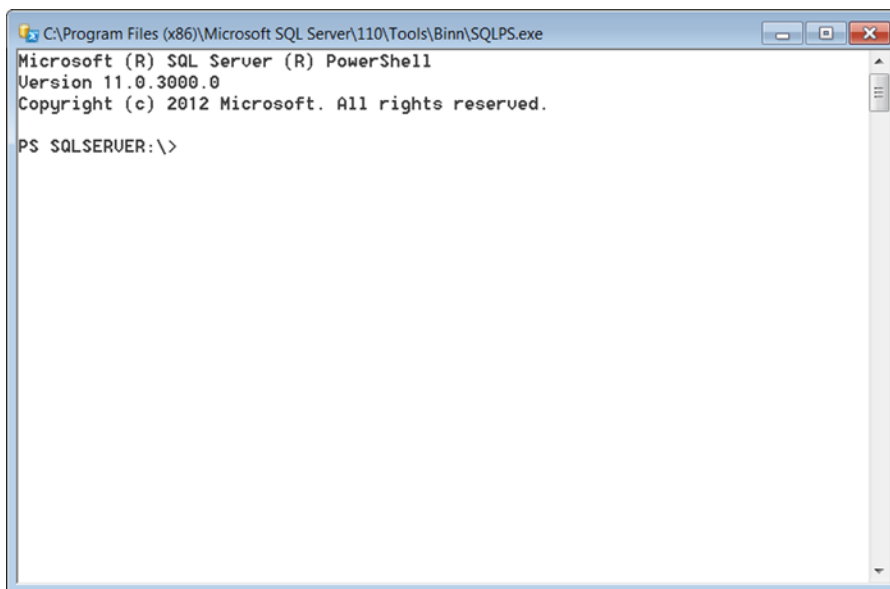 C:\Program Files (x86)\Microsoft SQL Server\110\Tools\Binn\SQLPS.exe
Microsoft (R) SQL Server (R) PowerShell
Version 11.0.3000.0
Copyright (c) 2012 Microsoft. All rights reserved.
PS SQLSERVER:\>